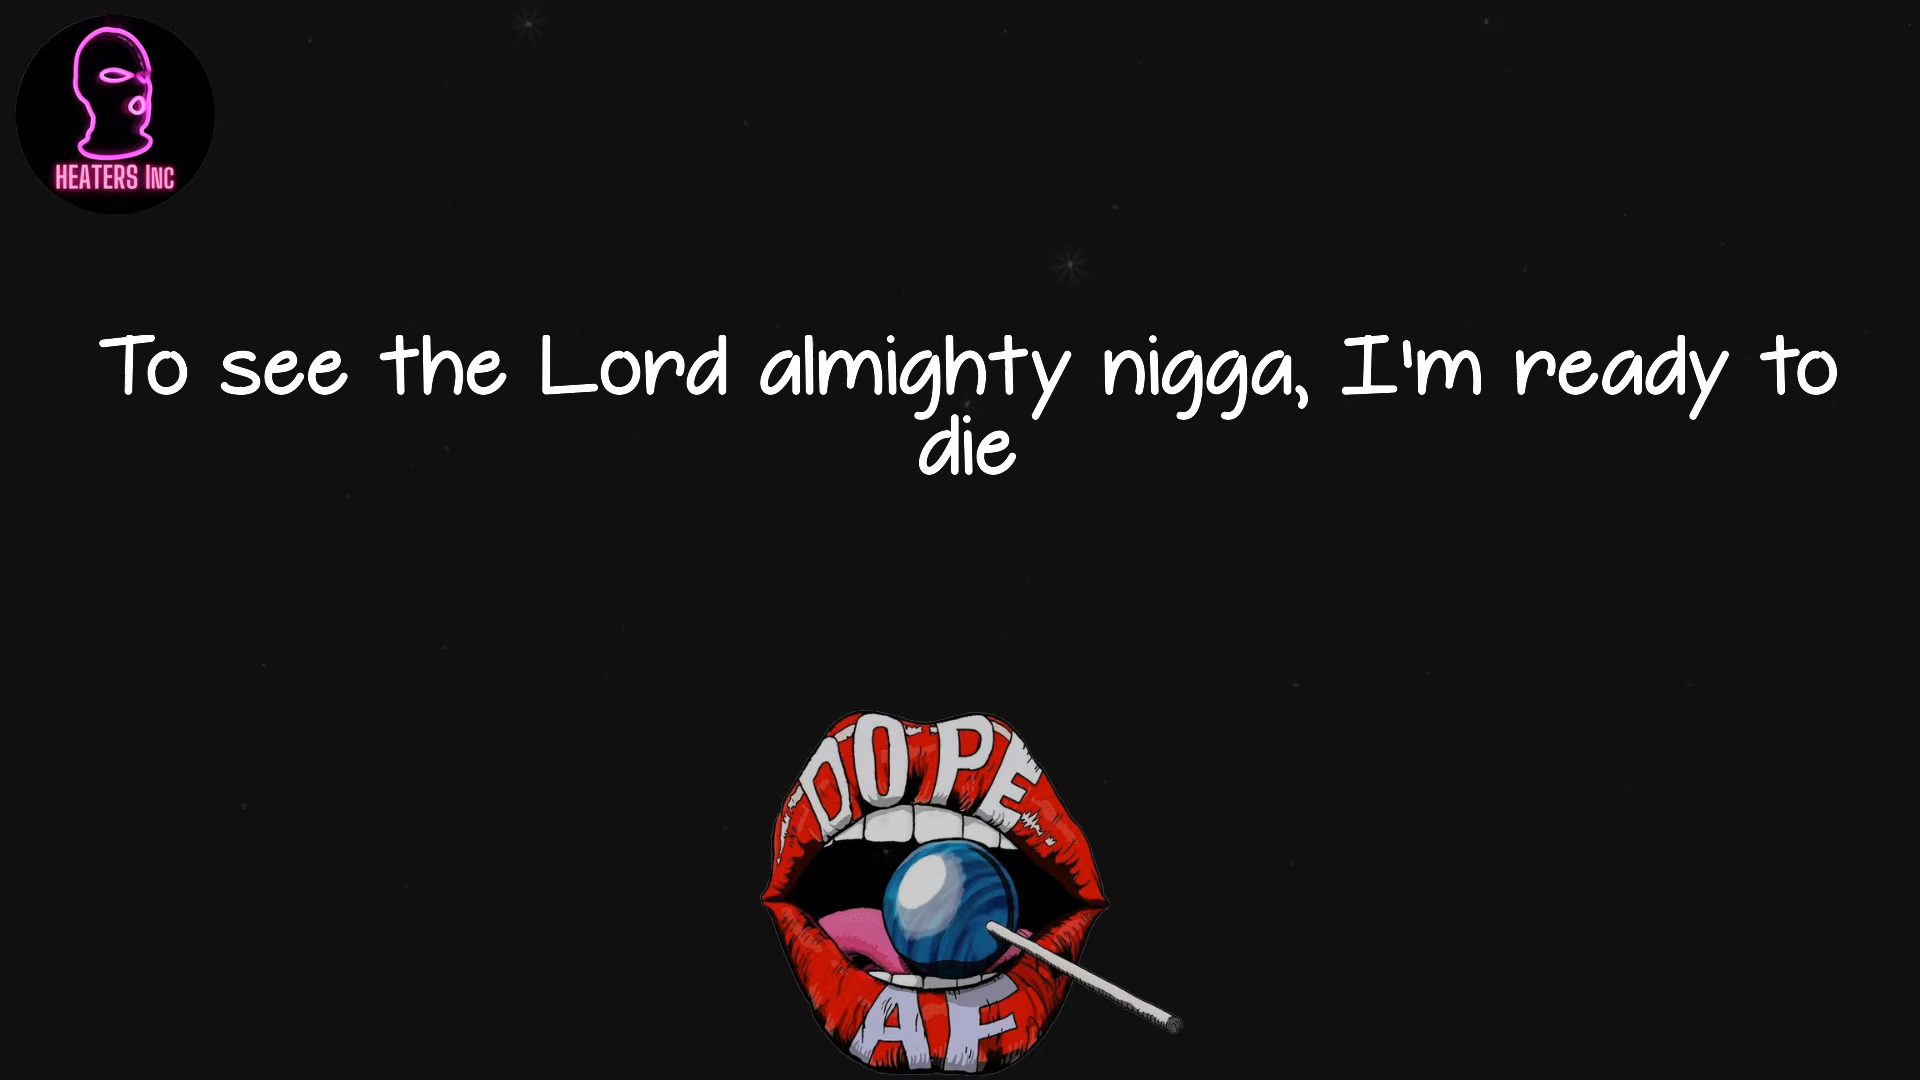 HEATERS INC
To see the Lord almighty nigga, I'm ready to
die
DOPE
AF